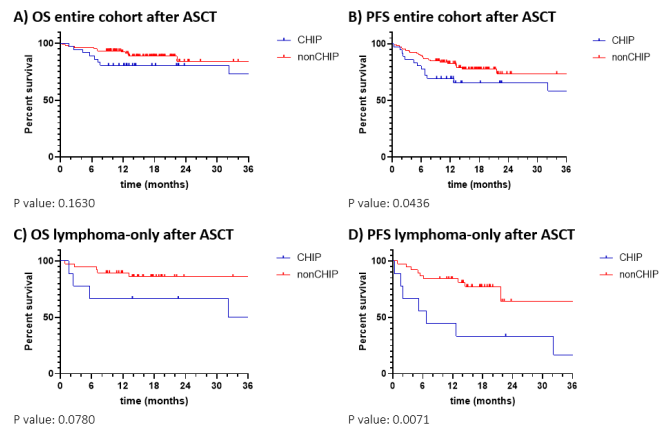 A) OS entire cohort after ASCT
Percent survival
100
50
0
0 6 12 18 24 30 36
time (months)
CHIP
nonCHIP
P value: 0.1630
B) PFS entire cohort after ASCT
Percent survival
100
50
0
0 6 12 18 24 30 36
time (months)
CHIP
nonCHIP
P value: 0.0436
C) OS lymphoma-only after ASCT
Percent survival
100
50
0
0 6 12 18 24 30 36
time (months)
CHIP
nonCHIP
P value: 0.0780
D) PFS lymphoma-only after ASCT
Percent survival
100
50
0
0 6 12 18 24 30 36
time (months)
CHIP
nonCHIP
P value: 0.0071